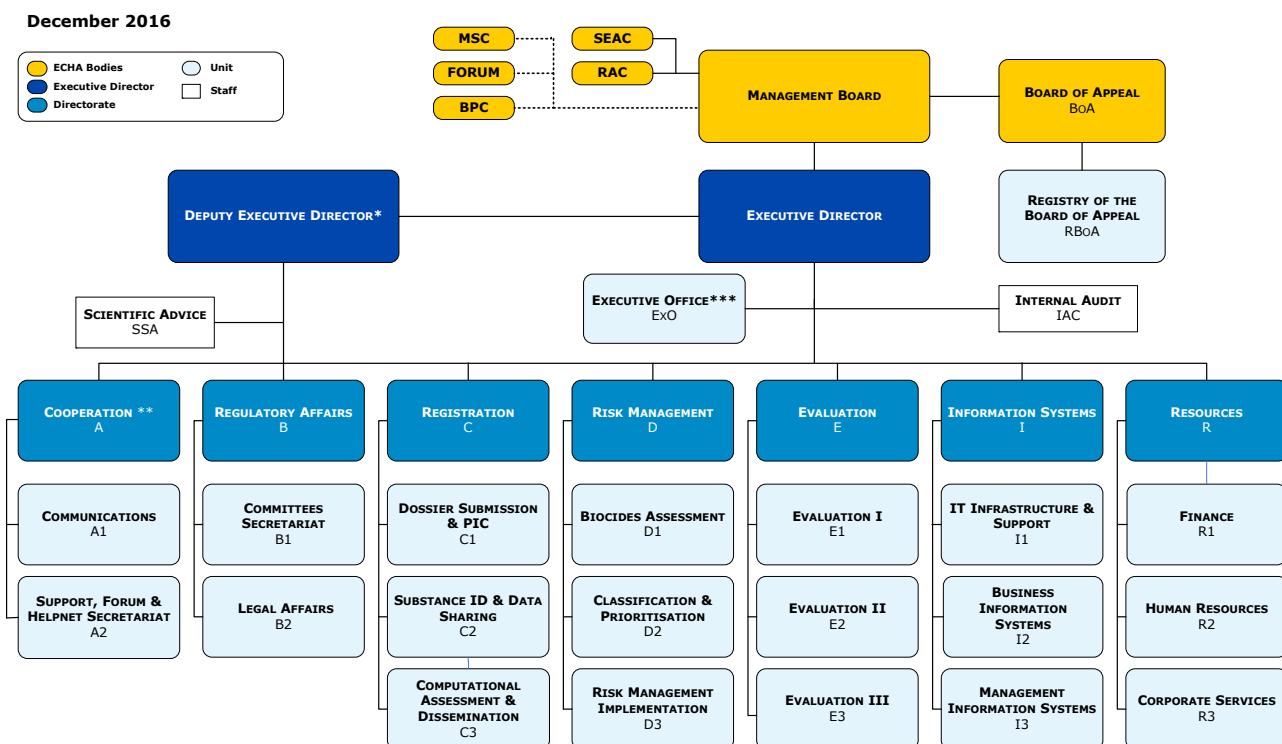 December 2016
ECHA Bodies
Executive Director
Directorate
Unit
Staff
MSC
FORUM
BPC
SEAC
RAC
MANAGEMENT BOARD
BOARD OF APPEAL
BOA
DEPUTY EXECUTIVE DIRECTOR*
EXECUTIVE DIRECTOR
REGISTRY OF THE
BOARD OF APPEAL
RBOA
SCIENTIFIC ADVICE
SSA
EXECUTIVE OFFICE***
EXO
INTERNAL AUDIT
IAC
COOPERATION **
A
REGULATORY AFFAIRS
B
REGISTRATION
C
RISK MANAGEMENT
D
EVALUATION
E
INFORMATION SYSTEMS
I
RESOURCES
R
COMMUNICATIONS
A1
COMMITTEES
SECRETARIAT
B1
DOSSIER SUBMISSION
& PIC
C1
BIOCIDES ASSESSMENT
D1
EVALUATION I
E1
IT INFRASTRUCTURE &
SUPPORT
I1
FINANCE
R1
SUPPORT, FORUM &
HELPNET SECRETARIAT
A2
LEGAL AFFAIRS
B2
SUBSTANCE ID & DATA
SHARING
C2
CLASSIFICATION &
PRIORITISATION
D2
EVALUATION II
E2
BUSINESS
INFORMATION
SYSTEMS
I2
HUMAN RESOURCES
R2
COMPUTATIONAL
ASSESSMENT &
DISSEMINATION
C3
RISK MANAGEMENT
IMPLEMENTATION
D3
EVALUATION III
E3
MANAGEMENT
INFORMATION SYSTEMS
I3
CORPORATE SERVICES
R3